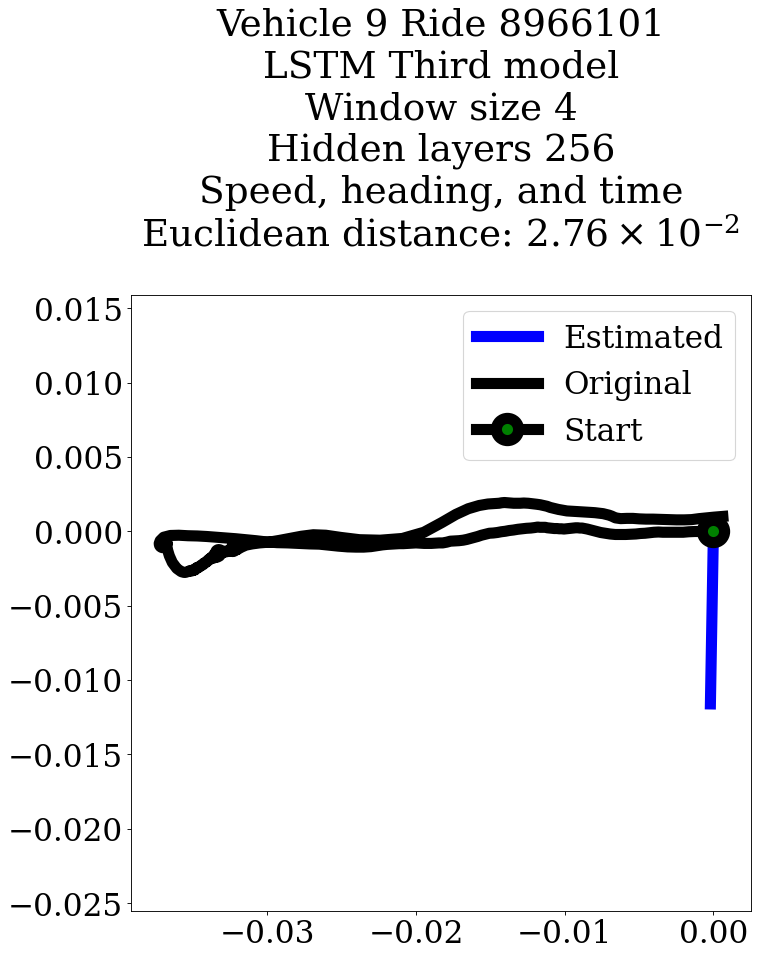 Vehicle 9 Ride 8966101
LSTM Third model
Window size 4
Hidden layers 256
Speed, heading, and time
Euclidean distance: 2.76 × 10⁻²
0.015
0.010
0.005
0.000
−0.005
−0.010
−0.015
−0.020
−0.025
Estimated
Original
Start
−0.03
−0.02
−0.01
0.00